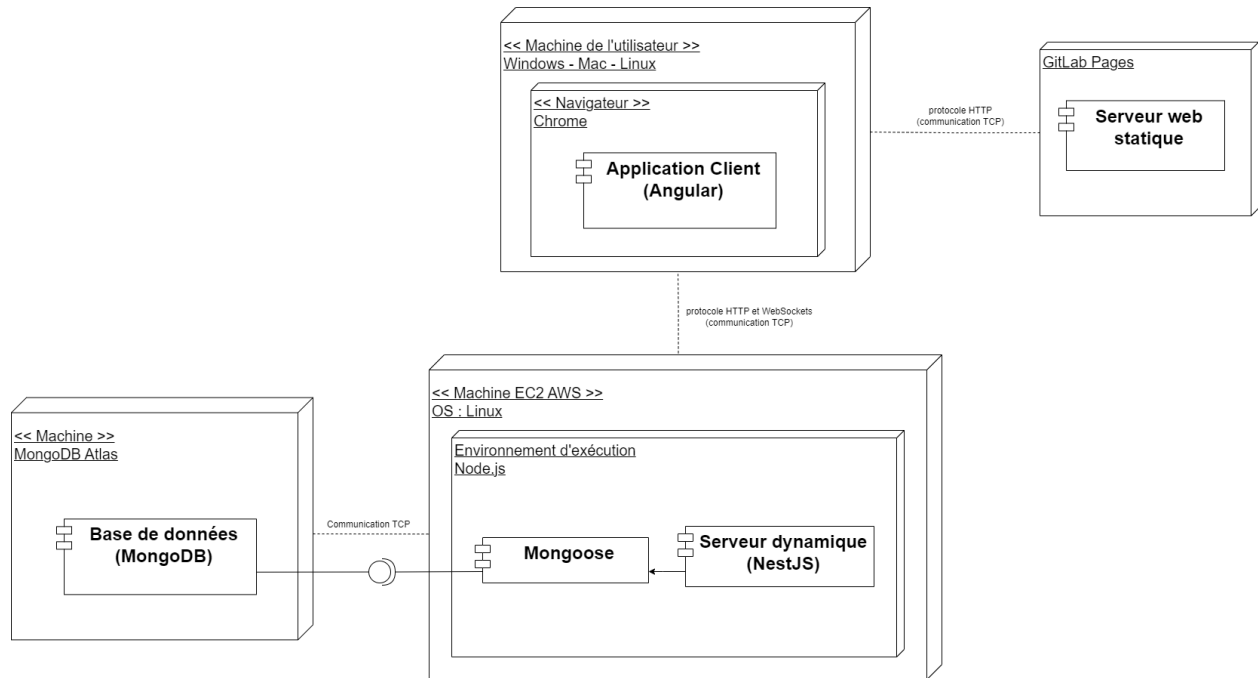 << Machine de l'utilsateur >>
Windows - Mac - Linux
<< Navigateur >>
Chrome
Application Client
(Angular)
protocole HTTP
(communication TCP)
GitLab Pages
Serveur web
statique
protocole HTTP et WebSockets
(communication TCP)
<< Machine EC2 AWS >>
OS : Linux
Environnement d'exécution
Node.js
Mongoose
Serveur dynamique
(NestJS)
<< Machine >>
MongoDB Atlas
Base de données
(MongoDB)
Communication TCP